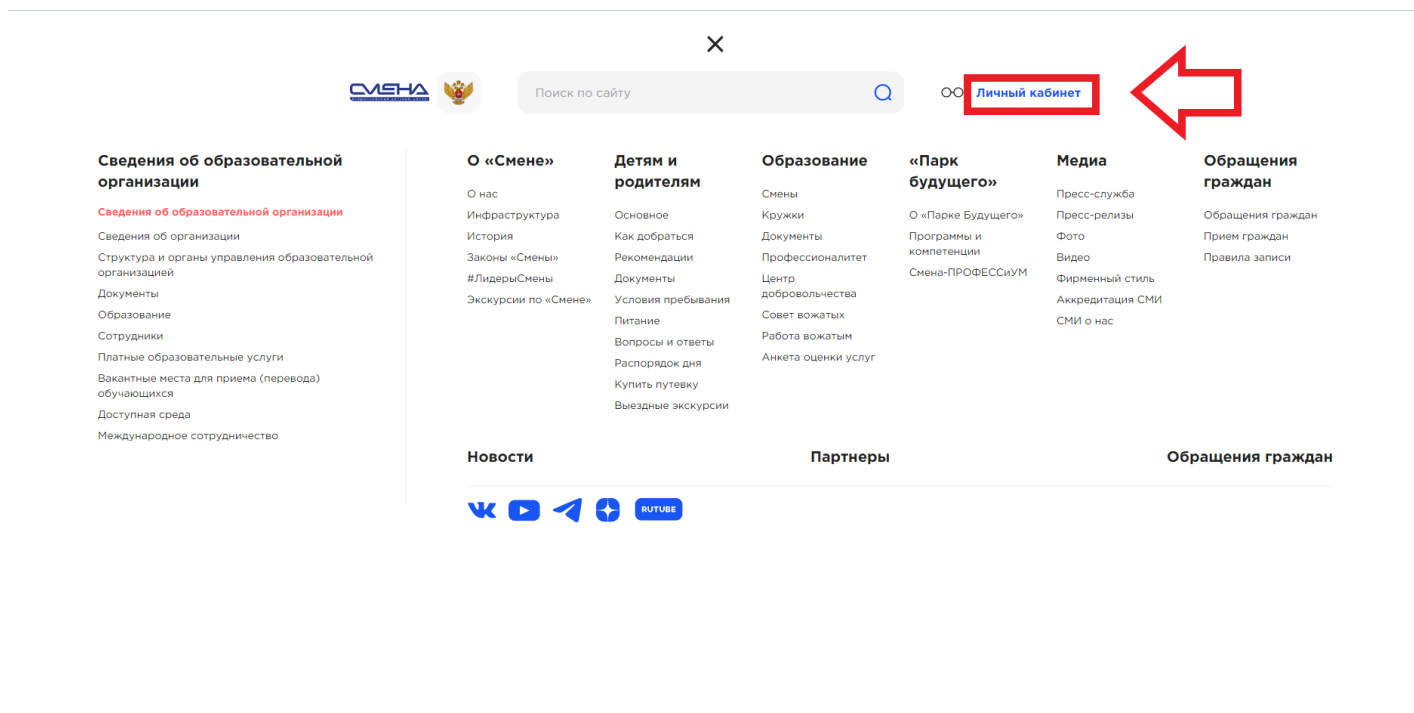 СМЕНА
Поиск по сайту
Личный кабинет
Сведения об образовательной
организации
Сведения об образовательной организации
Сведения об организации
Структура и органы управления образовательной
организацией
Документы
Образование
Сотрудники
Платные образовательные услуги
Вакантные места для приема (перевода)
обучающихся
Доступная среда
Международное сотрудничество
О «Смене»
О нас
Инфраструктура
История
Законы «Смены»
#ЛидерыСмены
Экскурсии по «Смене»
Детям и
родителям
Основное
Как добраться
Рекомендации
Документы
Условия пребывания
Питание
Вопросы и ответы
Распорядок дня
Купить путевку
Выездные экскурсии
Образование
Смены
Кружки
Документы
Профессионалитет
Центр
добровольчества
Совет вожатых
Работа вожатым
Анкета оценки услуг
«Парк
будущего»
О «Парке Будущего»
Программы и
компетенции
Смена-ПРОФЕССиУМ
Медиа
Пресс-служба
Пресс-релизы
Фото
Видео
Фирменный стиль
Аккредитация СМИ
СМИ о нас
Обращения
граждан
Обращения граждан
Прием граждан
Правила записи
Новости
Партнеры
Обращения граждан
RUTUBE